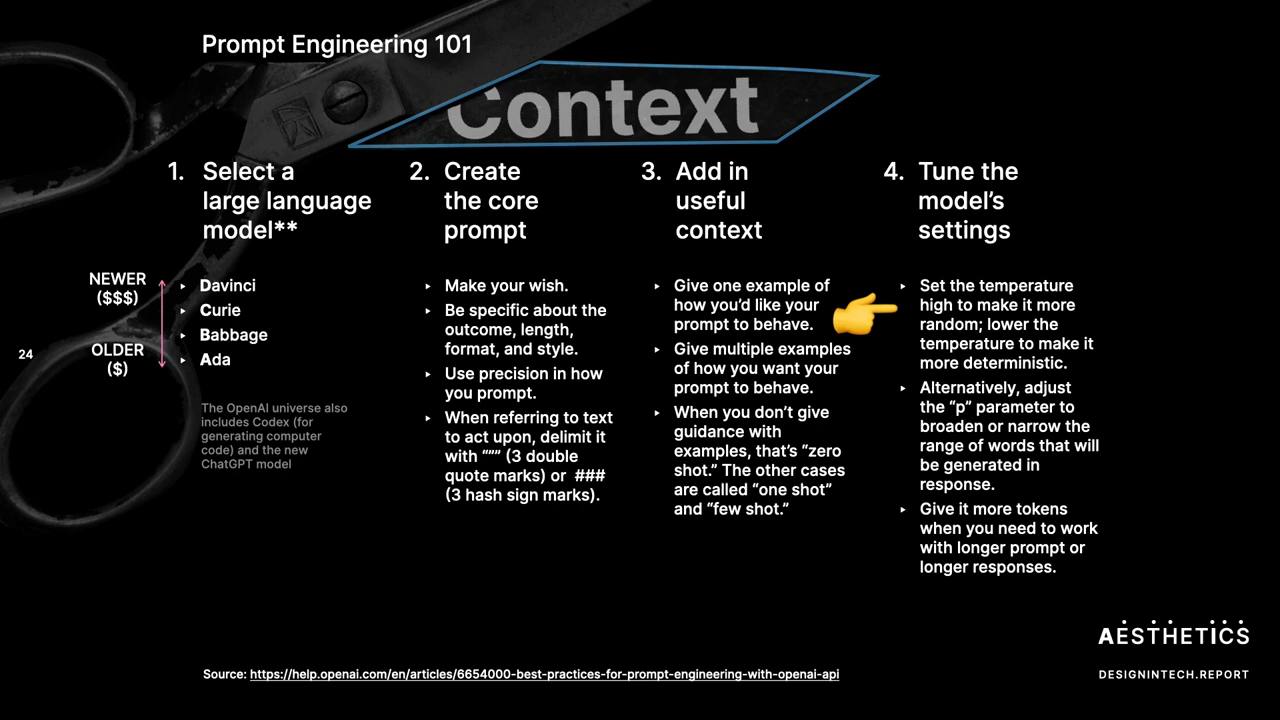 Prompt Engineering 101
Context
1. Select a
large language
model**
NEWER
($$$)
OLDER
($)
‣ Davinci
‣ Curie
‣ Babbage
‣ Ada
The OpenAI universe also
includes Codex (for
generating computer
code) and the new
ChatGPT model
2. Create
the core
prompt
‣ Make your wish.
‣ Be specific about the
outcome, length,
format, and style.
‣ Use precision in how
you prompt.
‣ When referring to text
to act upon, delimit it
with “”” (3 double
quote marks) or ###
(3 hash sign marks).
3. Add in
useful
context
‣ Give one example of
how you’d like your
prompt to behave.
‣ Give multiple examples
of how you want your
prompt to behave.
‣ When you don’t give
guidance with
examples, that’s “zero
shot.” The other cases
are called “one shot”
and “few shot.”
4. Tune the
model’s
settings
‣ Set the temperature
high to make it more
random; lower the
temperature to make it
more deterministic.
‣ Alternatively, adjust
the “p” parameter to
broaden or narrow the
range of words that will
be generated in
response.
‣ Give it more tokens
when you need to work
with longer prompt or
longer responses.
24
Source: https://help.openai.com/en/articles/6654000-best-practices-for-prompt-engineering-with-openai-api
AESTHETICS
DESIGNINTECH.REPORT